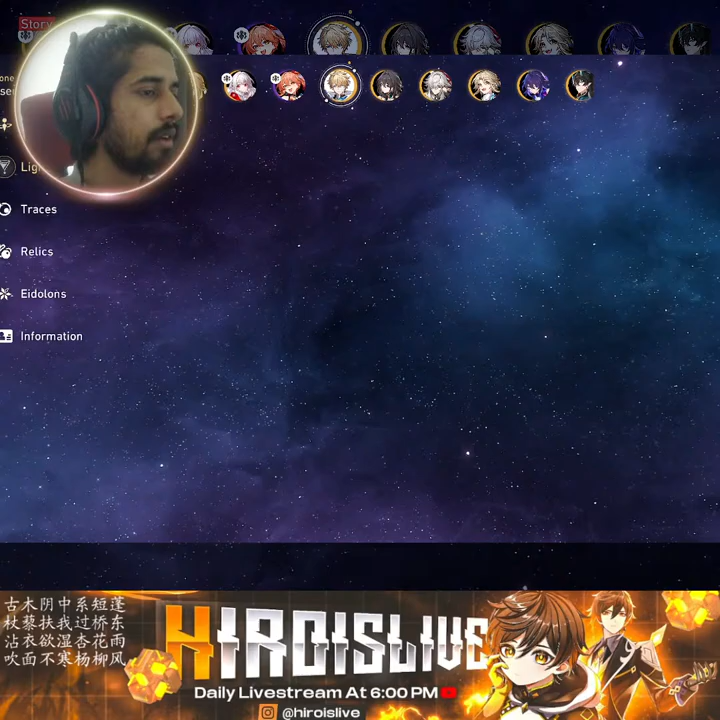 Story
Traces
Relics
Eidolons
Information
古木阴中系短蓬
杖藜扶我过桥东
沾衣欲湿杏花雨
吹面不寒杨柳风
HIROISLIVE
Daily Livestream At 6:00 PM
@hiroislive